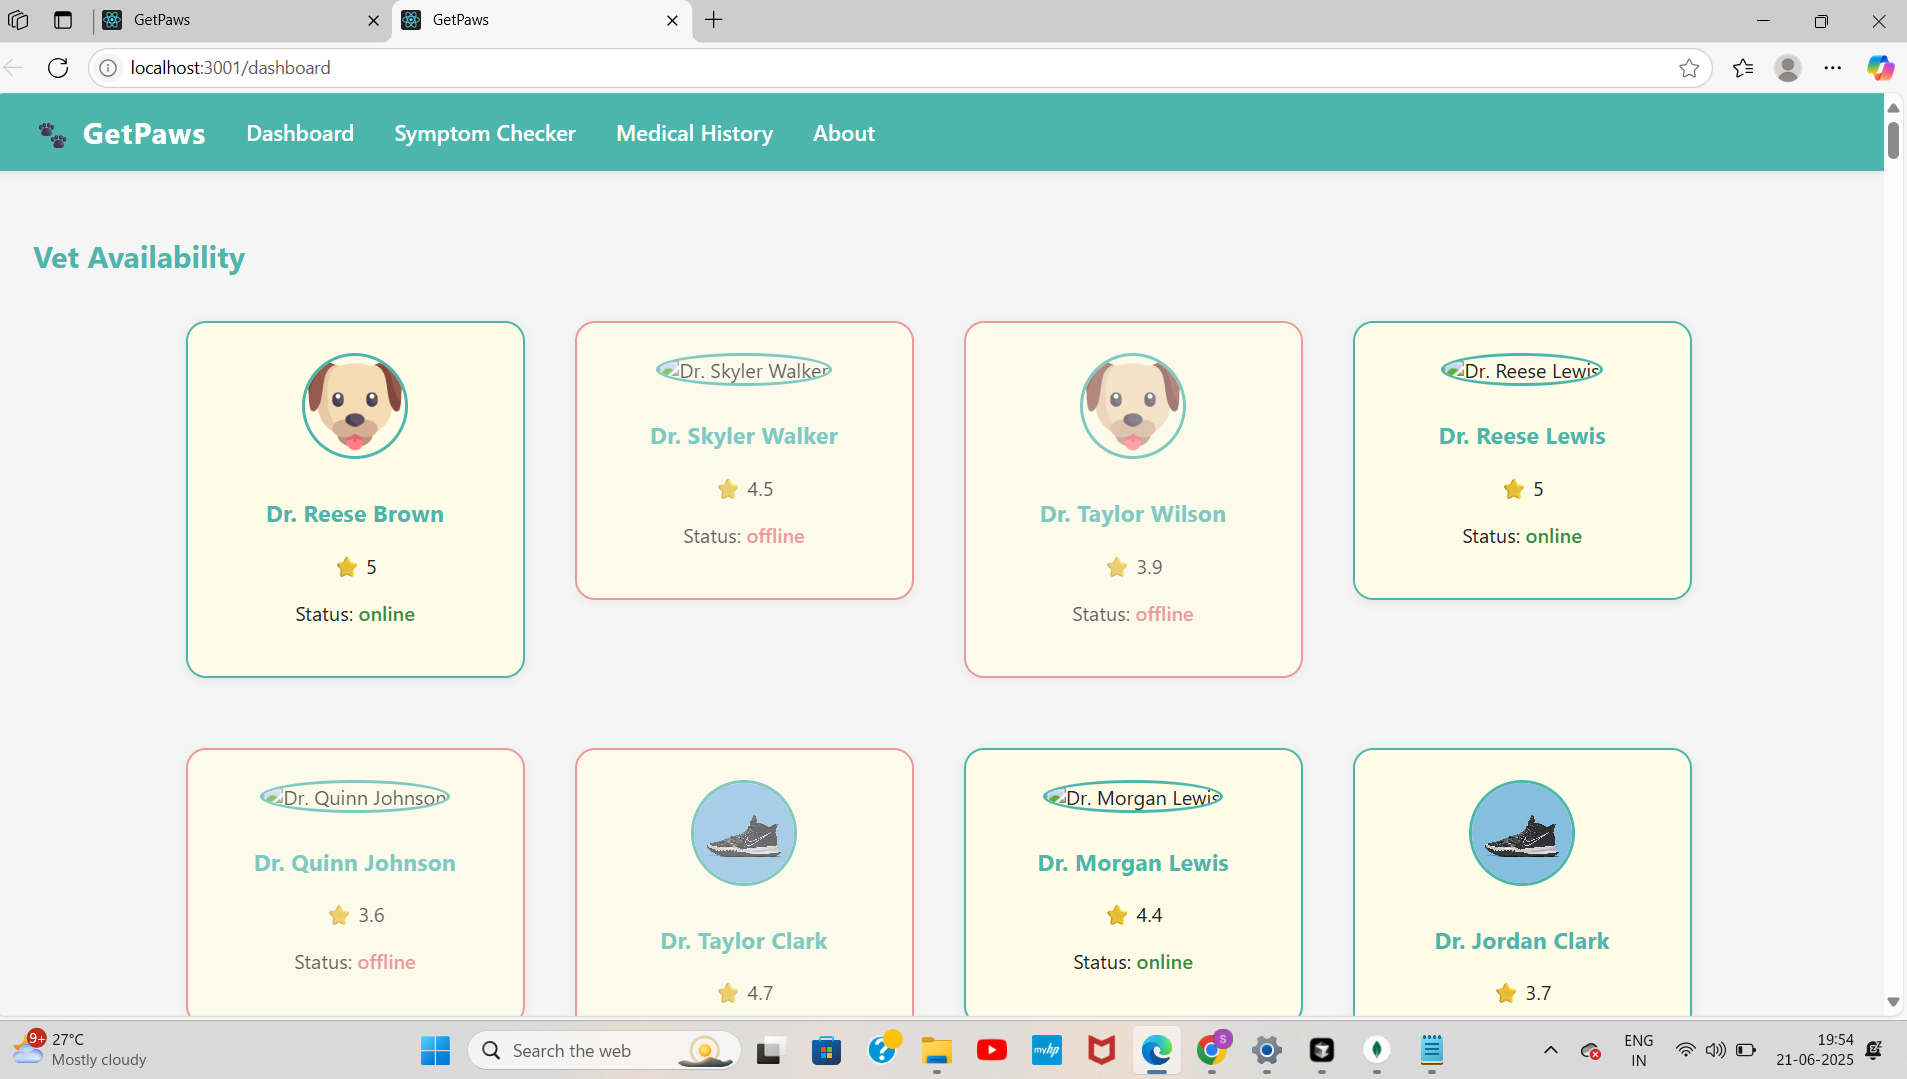 GetPaws
GetPaws
localhost:3001/dashboard
GetPaws Dashboard Symptom Checker Medical History About
Vet Availability
Dr. Reese Brown
5
Status: online
Dr. Skyler Walker
Dr. Skyler Walker
4.5
Status: offline
Dr. Taylor Wilson
3.9
Status: offline
Dr. Reese Lewis
Dr. Reese Lewis
5
Status: online
Dr. Quinn Johnson
Dr. Quinn Johnson
3.6
Status: offline
Dr. Taylor Clark
4.7
Dr. Morgan Lewis
Dr. Morgan Lewis
4.4
Status: online
Dr. Jordan Clark
3.7
9+
27°C
Mostly cloudy
Search the web
myhp
S
ENG
IN
19:54
21-06-2025